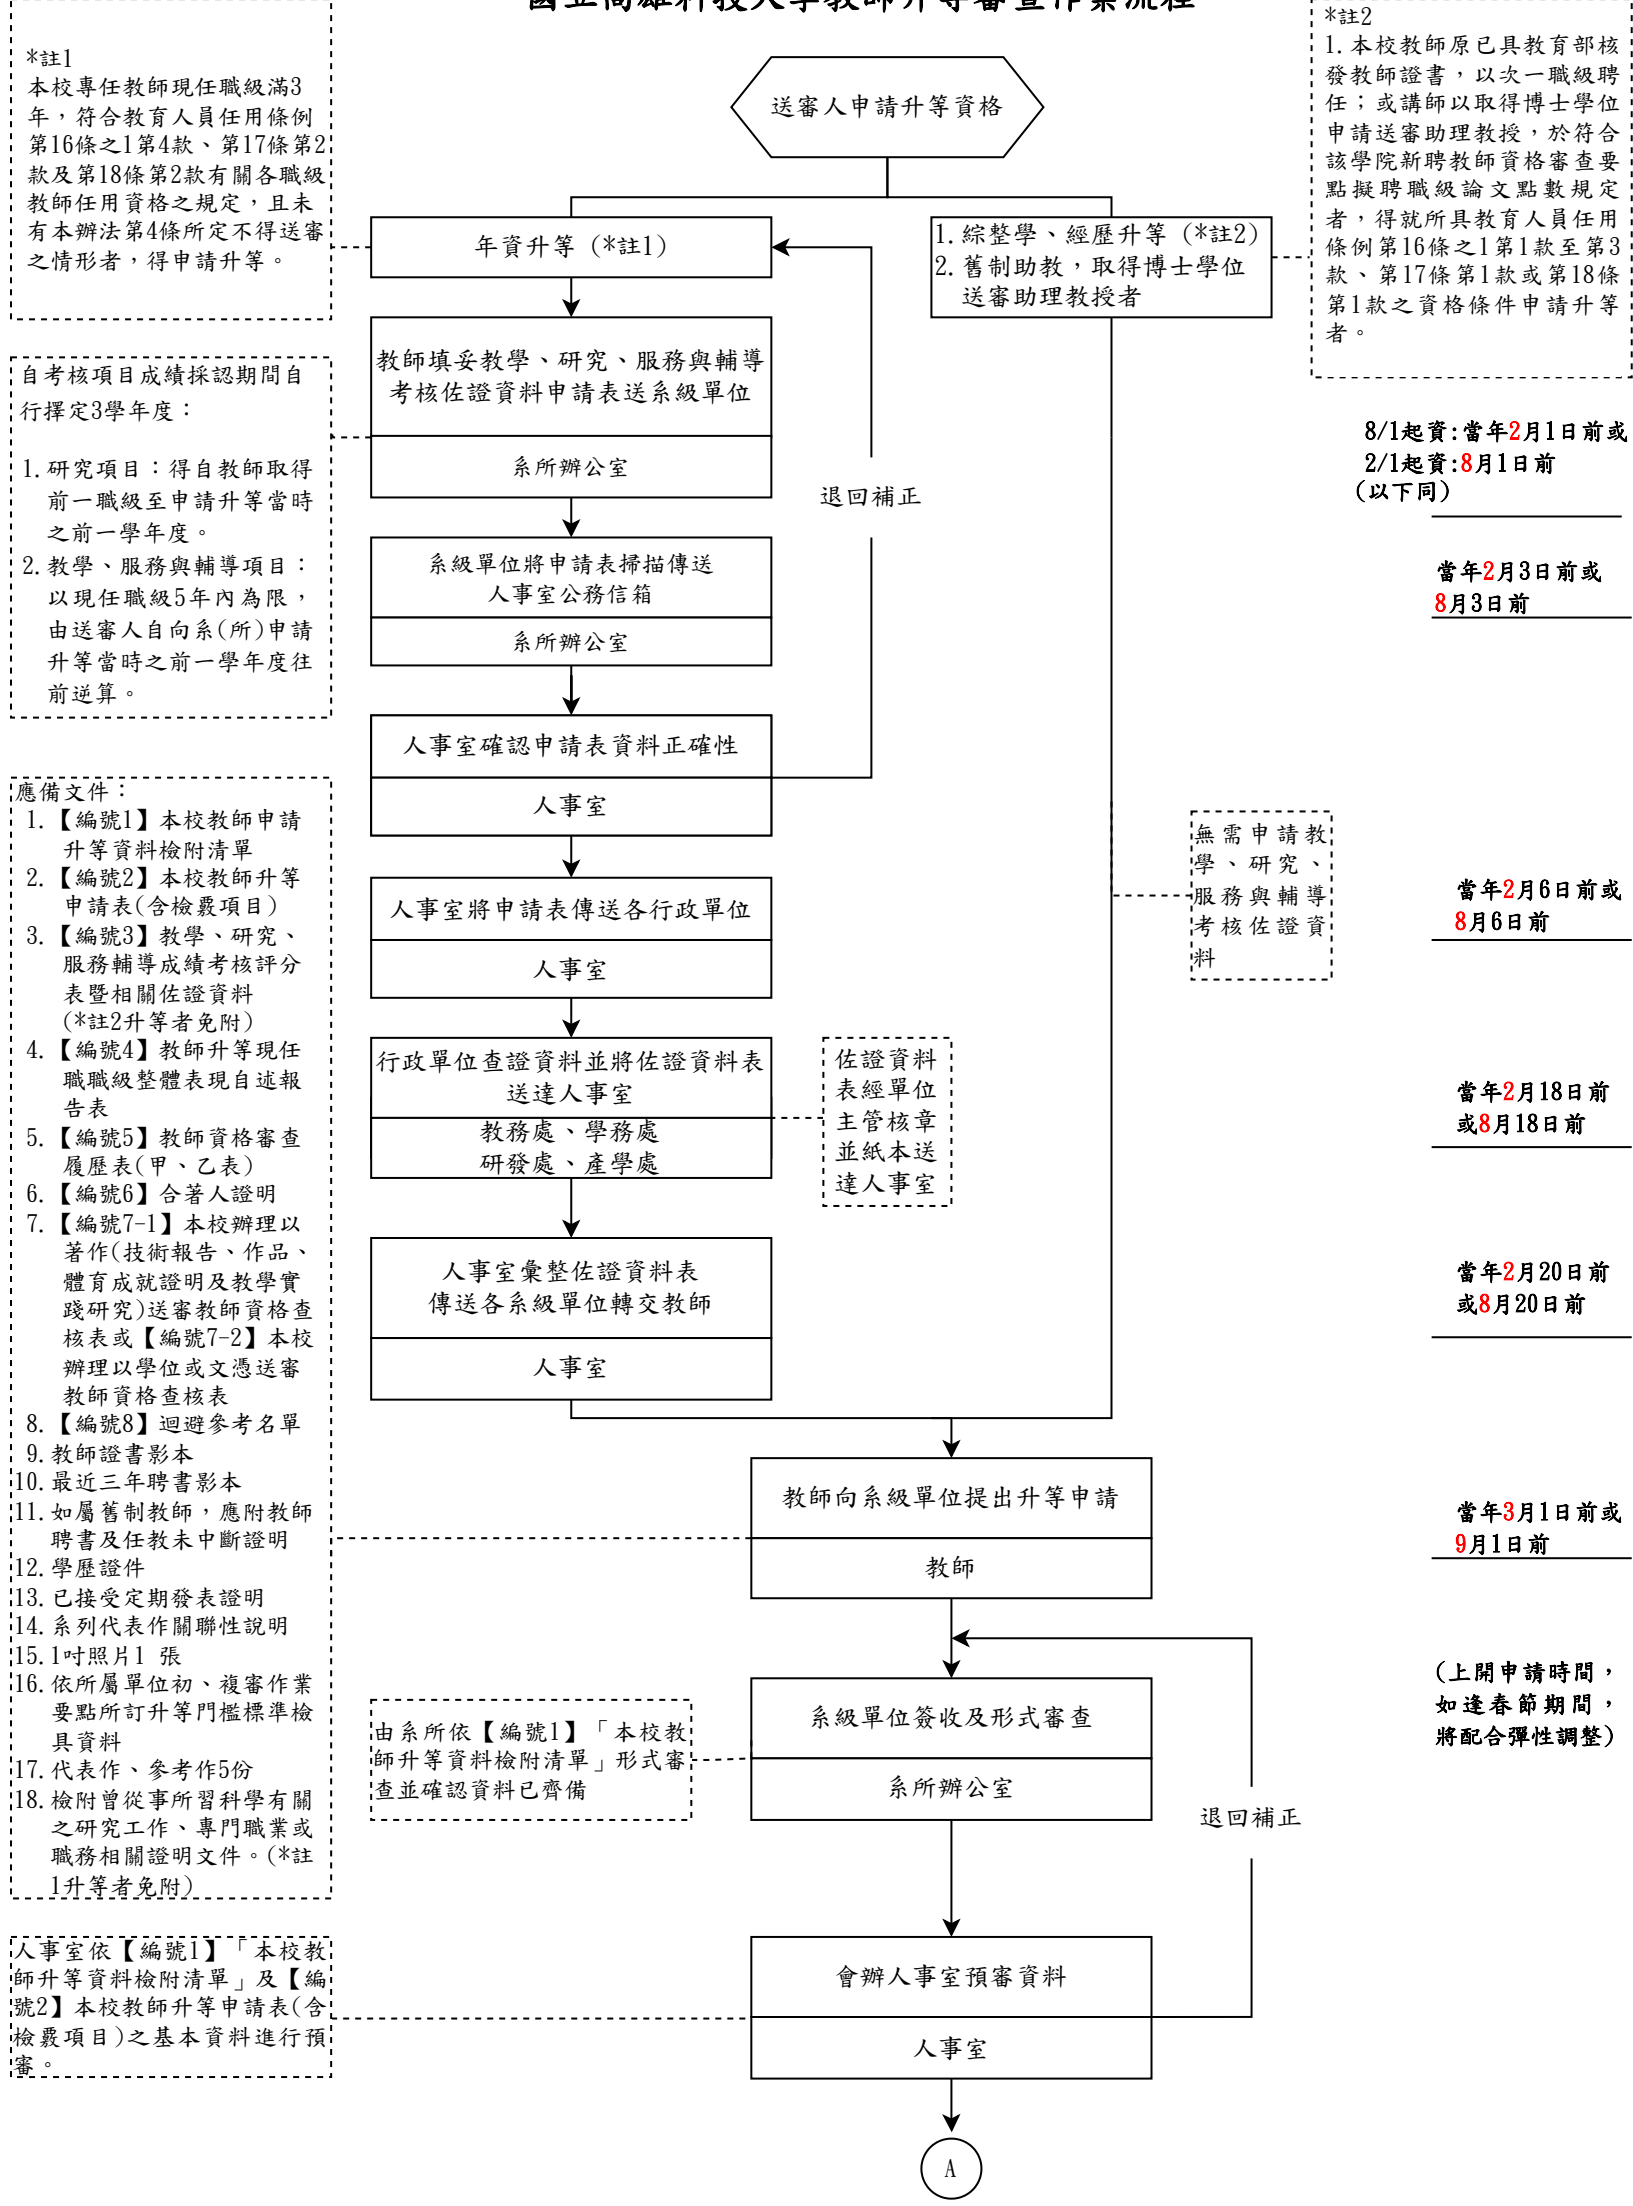 國立高雄科技大學教師升等審查作業流程
*註1
本校專任教師現任職級滿3
年，符合教育人員任用條例
第16條之1第4款、第17條第2
款及第18條第2款有關各職級
教師任用資格之規定，且未
有本辦法第4條所定不得送審
之情形者，得申請升等。
送審人申請升等資格
*註2
1.本校教師原已具教育部核
發教師證書，以次一職級聘
任；或講師以取得博士學位
申請送審助理教授，於符合
該學院新聘教師資格審查要
點擬聘職級論文點數規定
者，得就所具教育人員任用
條例第16條之1第1款至第3
款、第17條第1款或第18條
第1款之資格條件申請升等
者。
年資升等 (*註1)
1.綜整學、經歷升等 (*註2)
2.舊制助教，取得博士學位
送審助理教授者
教師填妥教學、研究、服務與輔導
考核佐證資料申請表送系級單位
系所辦公室
自考核項目成績採認期間自
行擇定3學年度：
1.研究項目：得自教師取得
前一職級至申請升等當時
之前一學年度。
2.教學、服務與輔導項目：
以現任職級5年內為限，
由送審人自向系(所)申請
升等當時之前一學年度往
前逆算。
8/1起資:當年2月1日前或
2/1起資:8月1日前
(以下同)
退回補正
系級單位將申請表掃描傳送
人事室公務信箱
系所辦公室
當年2月3日前或
8月3日前
人事室確認申請表資料正確性
人事室
人事室將申請表傳送各行政單位
人事室
無需申請教
學、研究、
服務與輔導
考核佐證資
料
當年2月6日前或
8月6日前
行政單位查證資料並將佐證資料表
送達人事室
教務處、學務處
研發處、產學處
佐證資料
表經單位
主管核章
並紙本送
達人事室
當年2月18日前
或8月18日前
人事室彙整佐證資料表
傳送各系級單位轉交教師
人事室
當年2月20日前
或8月20日前
應備文件：
1.【編號1】本校教師申請
升等資料檢附清單
2.【編號2】本校教師升等
申請表(含檢覈項目)
3.【編號3】教學、研究、
服務輔導成績考核評分
表暨相關佐證資料
(*註2升等者免附)
4.【編號4】教師升等現任
職職級整體表現自述報
告表
5.【編號5】教師資格審查
履歷表(甲、乙表)
6.【編號6】合著人證明
7.【編號7-1】本校辦理以
著作(技術報告、作品、
體育成就證明及教學實
踐研究)送審教師資格查
核表或【編號7-2】本校
辦理以學位或文憑送審
教師資格查核表
8.【編號8】迴避參考名單
9.教師證書影本
10.最近三年聘書影本
11.如屬舊制教師，應附教師
聘書及任教未中斷證明
12.學歷證件
13.已接受定期發表證明
14.系列代表作關聯性說明
15.1吋照片1 張
16.依所屬單位初、複審作業
要點所訂升等門檻標準檢
具資料
17.代表作、參考作5份
18.檢附曾從事所習科學有關
之研究工作、專門職業或
職務相關證明文件。(*註
1升等者免附)
教師向系級單位提出升等申請
教師
當年3月1日前或
9月1日前
系級單位簽收及形式審查
系所辦公室
由系所依【編號1】「本校教
師升等資料檢附清單」形式審
查並確認資料已齊備
(上開申請時間，
如逢春節期間，
將配合彈性調整)
退回補正
會辦人事室預審資料
人事室
人事室依【編號1】「本校教
師升等資料檢附清單」及【編
號2】本校教師升等申請表(含
檢覈項目)之基本資料進行預
審。
A